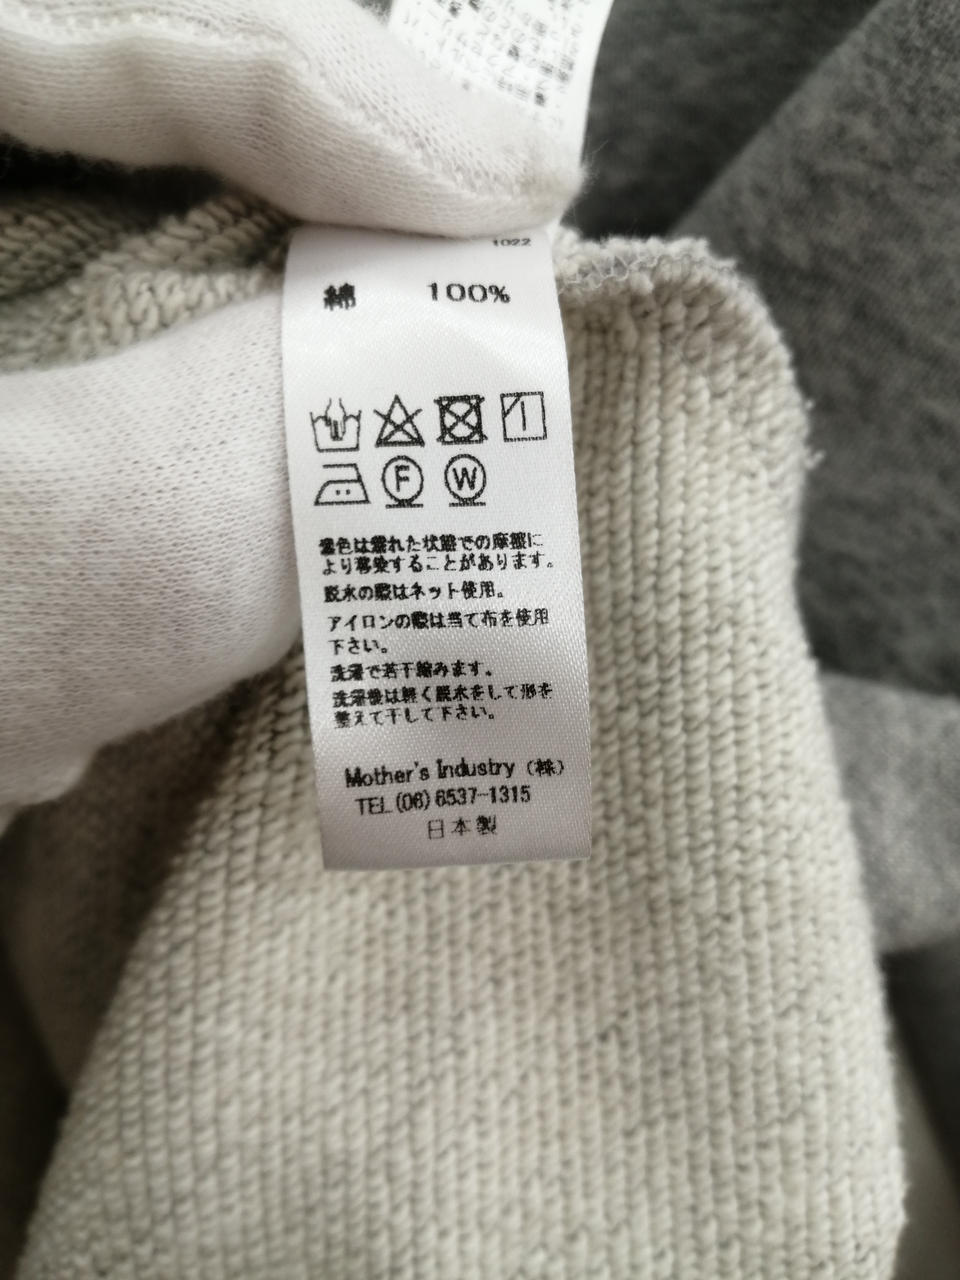 1022
綿 100%
F W
濃色は濡れた状態での摩擦に
より移染することがあります。
脱水の際はネット使用。
アイロンの際は当て布を使用
下さい。
洗濯で若干縮みます。
洗濯後は軽く脱水をして形を
整えて干して下さい。
Mother's Industry (株)
TEL(06)6537-1315
日本製